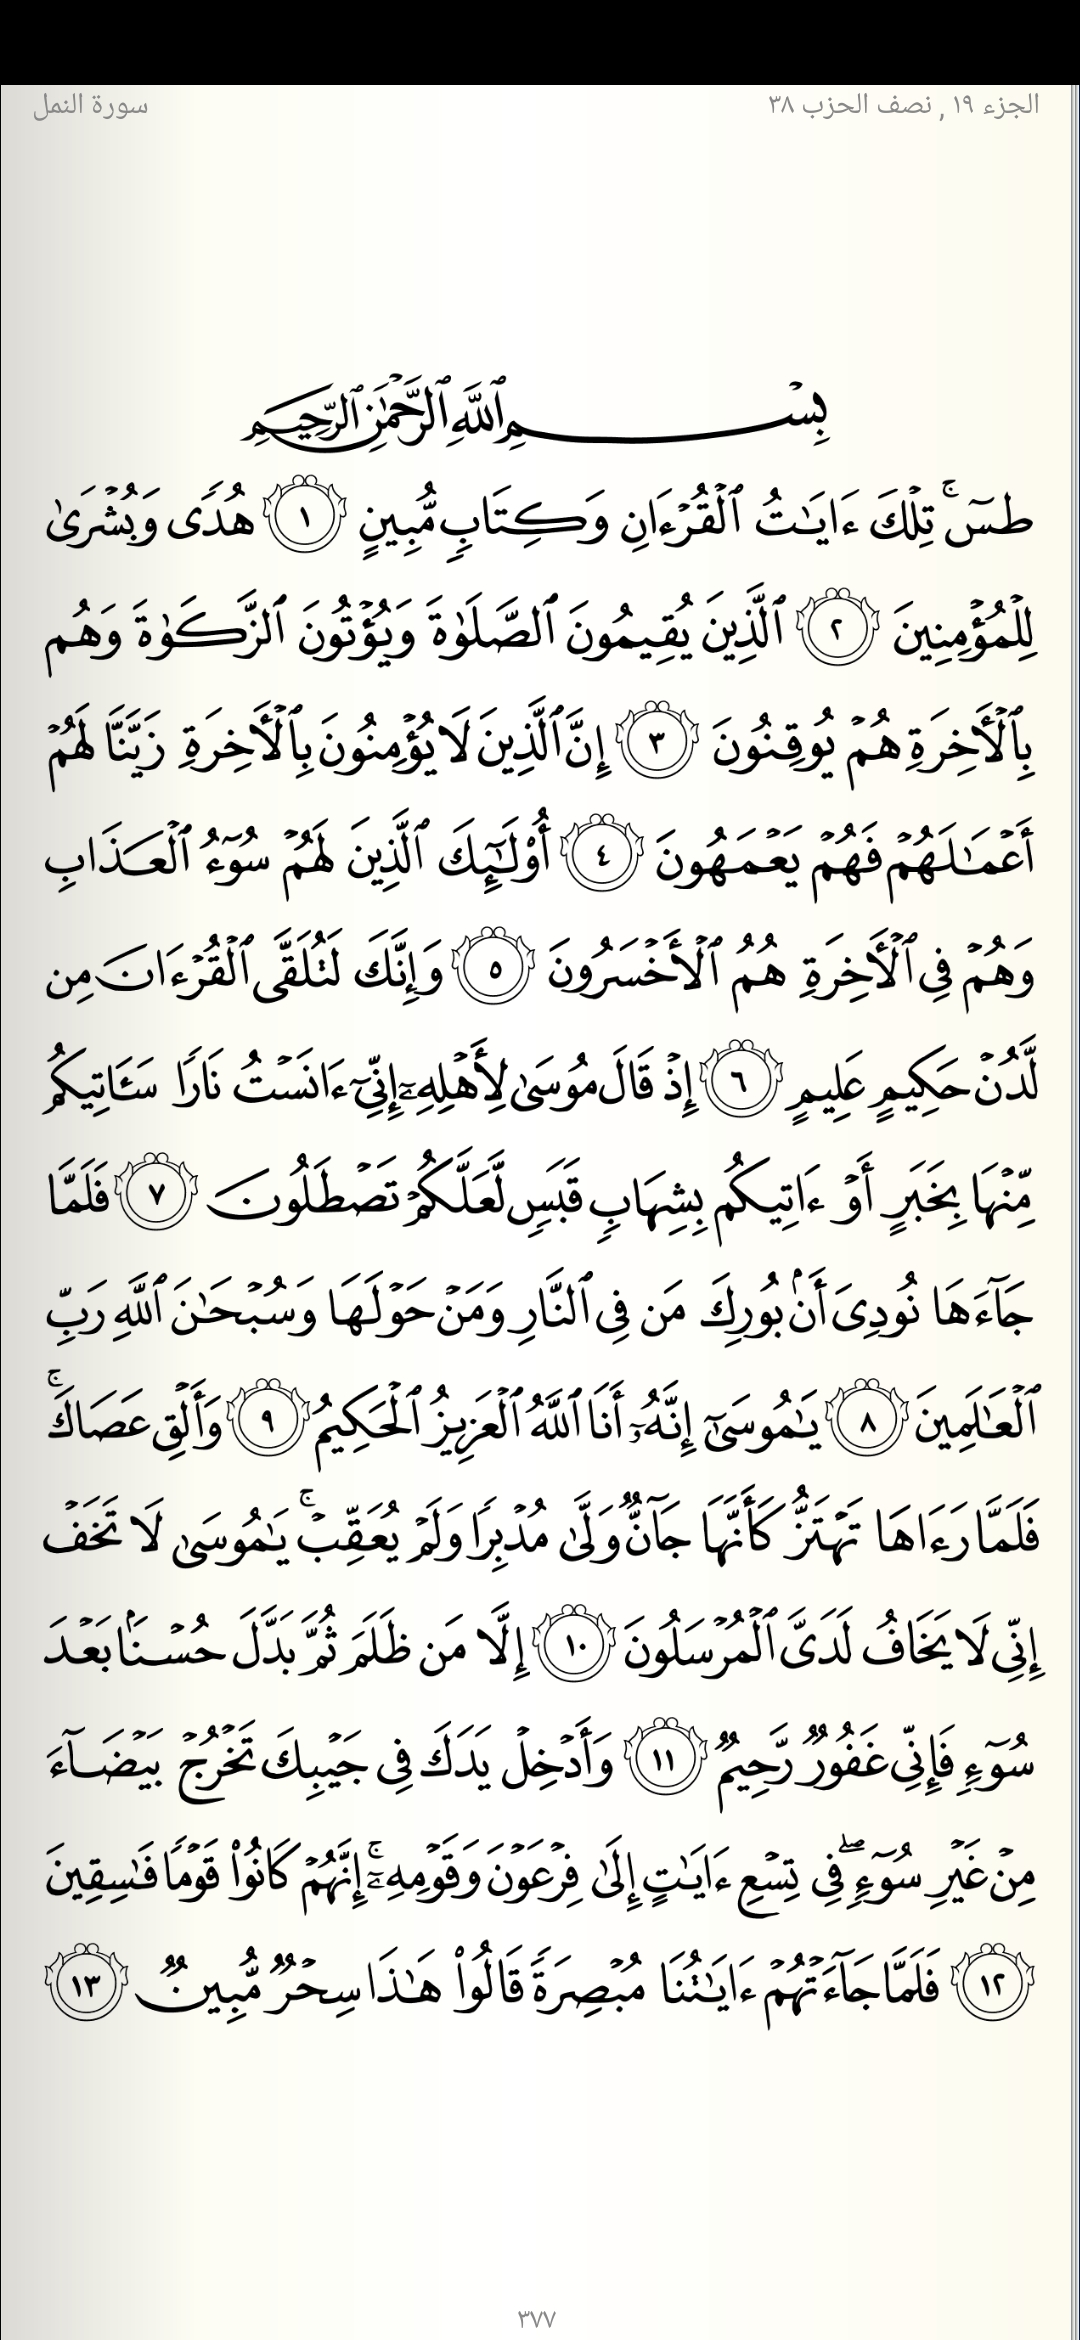 الجزء ١٩ , نصف الحزب ٣٨
سورة النمل
بِسْمِ ٱللَّهِ ٱلرَّحْمَٰنِ ٱلرَّحِيمِ
طسٓۚ تِلْكَ ءَايَٰتُ ٱلْقُرْءَانِ وَكِتَابٍ مُّبِينٍ ١ هُدًى وَبُشْرَىٰ
لِلْمُؤْمِنِينَ ٢ ٱلَّذِينَ يُقِيمُونَ ٱلصَّلَوٰةَ وَيُؤْتُونَ ٱلزَّكَوٰةَ وَهُم
بِٱلْأَخِرَةِ هُمْ يُوقِنُونَ ٣ إِنَّ ٱلَّذِينَ لَا يُؤْمِنُونَ بِٱلْأَخِرَةِ زَيَّنَّا لَهُمْ
أَعْمَٰلَهُمْ فَهُمْ يَعْمَهُونَ ٤ أُو۟لَٰٓئِكَ ٱلَّذِينَ لَهُمْ سُوٓءُ ٱلْعَذَابِ
وَهُمْ فِى ٱلْأَخِرَةِ هُمُ ٱلْأَخْسَرُونَ ٥ وَإِنَّكَ لَتُلَقَّى ٱلْقُرْءَانَ مِن
لَّدُنْ حَكِيمٍ عَلِيمٍ ٦ إِذْ قَالَ مُوسَىٰ لِأَهْلِهِۦٓ إِنِّىٓ ءَانَسْتُ نَارًا سَـَٔاتِيكُم
مِّنْهَا بِخَبَرٍ أَوْ ءَاتِيكُم بِشِهَابٍ قَبَسٍ لَّعَلَّكُمْ تَصْطَلُونَ ٧ فَلَمَّا
جَآءَهَا نُودِىَ أَنۢ بُورِكَ مَن فِى ٱلنَّارِ وَمَنْ حَوْلَهَا وَسُبْحَٰنَ ٱللَّهِ رَبِّ
ٱلْعَٰلَمِينَ ٨ يَٰمُوسَىٰٓ إِنَّهُۥٓ أَنَا ٱللَّهُ ٱلْعَزِيزُ ٱلْحَكِيمُ ٩ وَأَلْقِ عَصَاكَۚ
فَلَمَّا رَءَاهَا تَهْتَزُّ كَأَنَّهَا جَآنٌّ وَلَّىٰ مُدْبِرًا وَلَمْ يُعَقِّبْۚ يَٰمُوسَىٰ لَا تَخَفْ
إِنِّى لَا يَخَافُ لَدَىَّ ٱلْمُرْسَلُونَ ١٠ إِلَّا مَن ظَلَمَ ثُمَّ بَدَّلَ حُسْنَۢا بَعْدَ
سُوٓءٍ فَإِنِّى غَفُورٌ رَّحِيمٌ ١١ وَأَدْخِلْ يَدَكَ فِى جَيْبِكَ تَخْرُجْ بَيْضَآءَ
مِنْ غَيْرِ سُوٓءٍۖ فِى تِسْعِ ءَايَٰتٍ إِلَىٰ فِرْعَوْنَ وَقَوْمِهِۦٓۚ إِنَّهُمْ كَانُوا۟ قَوْمًا فَٰسِقِينَ
١٢ فَلَمَّا جَآءَتْهُمْ ءَايَٰتُنَا مُبْصِرَةً قَالُوا۟ هَٰذَا سِحْرٌ مُّبِينٌ ١٣
٣٧٧